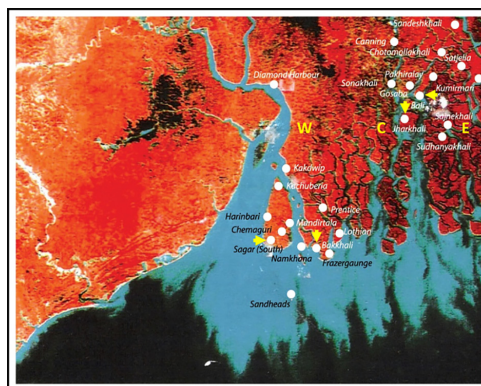 Sandeshkhali
Canning
Chotomollakhali
Satjelia
Pakhiralay
Sonakhali
Diamond Harbour
Gosaba
Kumirmari
Bali
Sajnekhali
W
C
E
Jharkhali
Sudhanyakhali
Kakdwip
Kachuberia
Harinbari
Prentice
Mandirtala
Chemaguri
Lothian
Sagar (South)
Bakkhali
Namkhana
Frazergaunge
Sandheads